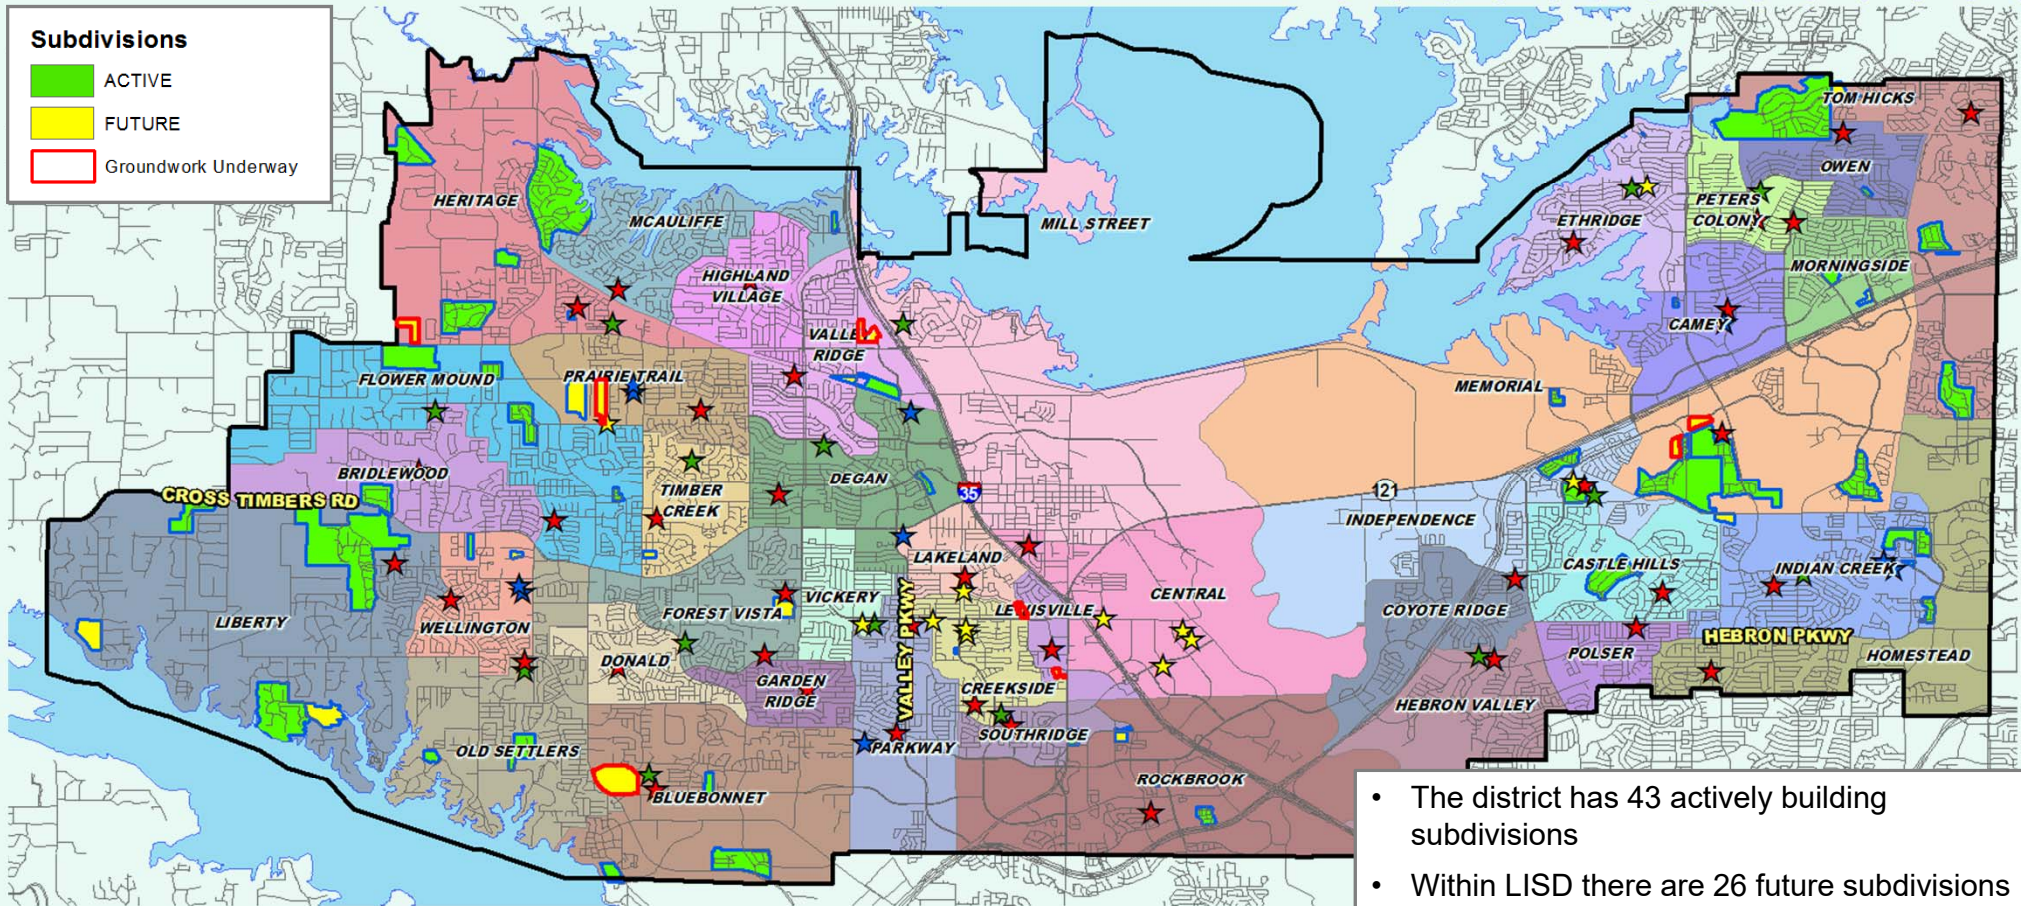 Subdivisions
ACTIVE
FUTURE
Groundwork Underway
TOM HICKS
OWEN
HERITAGE
MCAULIFFE
MILL STREET
ETHRIDGE
PETERS
COLONY
MORNINGSIDE
HIGHLAND
VILLAGE
CAMEY
VALLEY
RIDGE
FLOWER MOUND
PRAIRIE TRAIL
MEMORIAL
BRIDLEWOOD
DEGAN
TIMBER
CREEK
CROSS TIMBERS RD
35
121
INDEPENDENCE
LAKELAND
CASTLE HILLS
INDIAN CREEK
VICKERY
CENTRAL
LIBERTY
WELLINGTON
FOREST VISTA
LEWISVILLE
COYOTE RIDGE
VALLEY PKWY
HEBRON PKWY
DONALD
POLSER
HOMESTEAD
GARDEN
RIDGE
CREEKSIDE
HEBRON VALLEY
OLD SETTLERS
PARKWAY
SOUTHRIDGE
BLUEBONNET
ROCKBROOK
• The district has 43 actively building
subdivisions
• Within LISD there are 26 future subdivisions